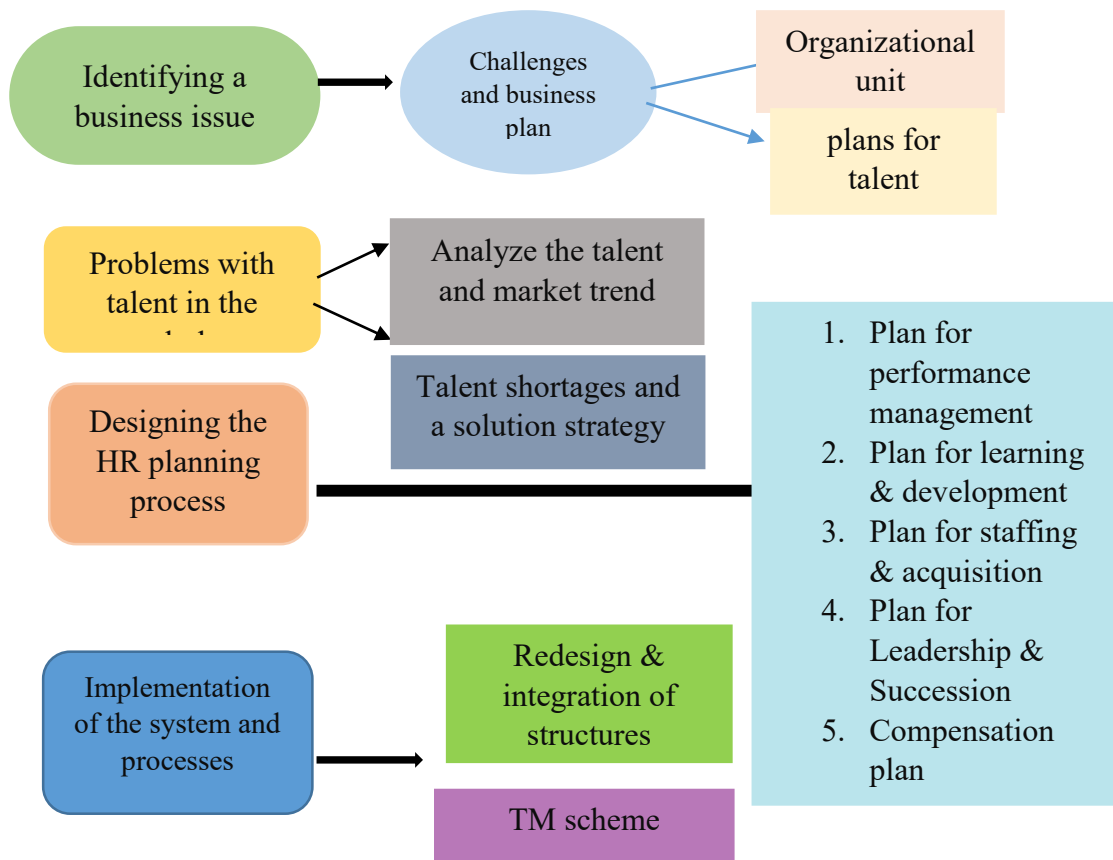 Identifying a
business issue
Challenges
and business
plan
Organizational
unit
plans for
talent
Problems with
talent in the
Analyze the talent
and market trend
Talent shortages and
a solution strategy
Designing the
HR planning
process
1. Plan for
performance
management
2. Plan for learning
& development
3. Plan for staffing
& acquisition
4. Plan for
Leadership &
Succession
5. Compensation
plan
Implementation
of the system and
processes
Redesign &
integration of
structures
TM scheme